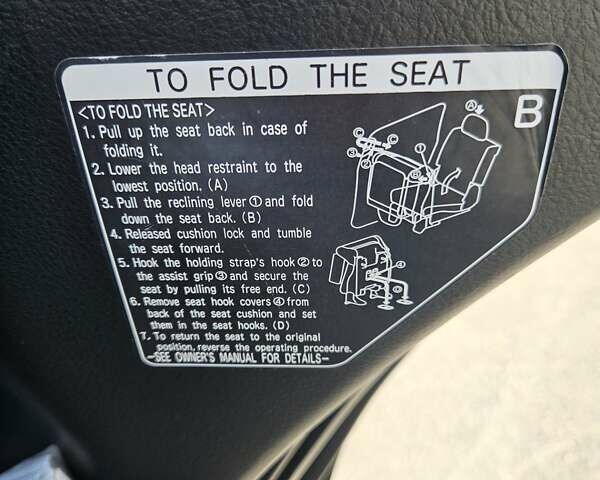 TO FOLD THE SEAT
B
<TO FOLD THE SEAT>
1. Pull up the seat back in case of
folding it.
2. Lower the head restraint to the
lowest position. (A)
3. Pull the reclining lever ① and fold
down the seat back. (B)
4. Released cushion lock and tumble
the seat forward.
5. Hook the holding strap's hook ② to
the assist grip ③ and secure the
seat by pulling its free end. (C)
6. Remove seat hook covers ④ from
back of the seat cushion and set
them in the seat hooks. (D)
7. To return the seat to the original
position, reverse the operating procedure.
-SEE OWNER'S MANUAL FOR DETAILS-